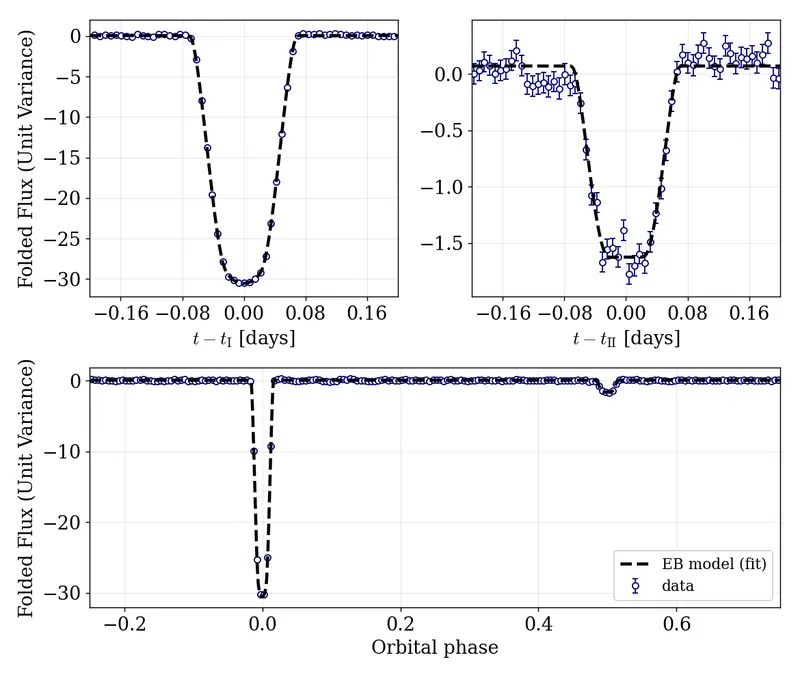 Folded Flux (Unit Variance)
0
−5
−10
−15
−20
−25
−30
−0.16 −0.08 0.00 0.08 0.16
t − t_I [days]
0.0
−0.5
−1.0
−1.5
−0.16 −0.08 0.00 0.08 0.16
t − t_II [days]
Folded Flux (Unit Variance)
0
−10
−20
−30
−0.2 0.0 0.2 0.4 0.6
Orbital phase
EB model (fit)
data